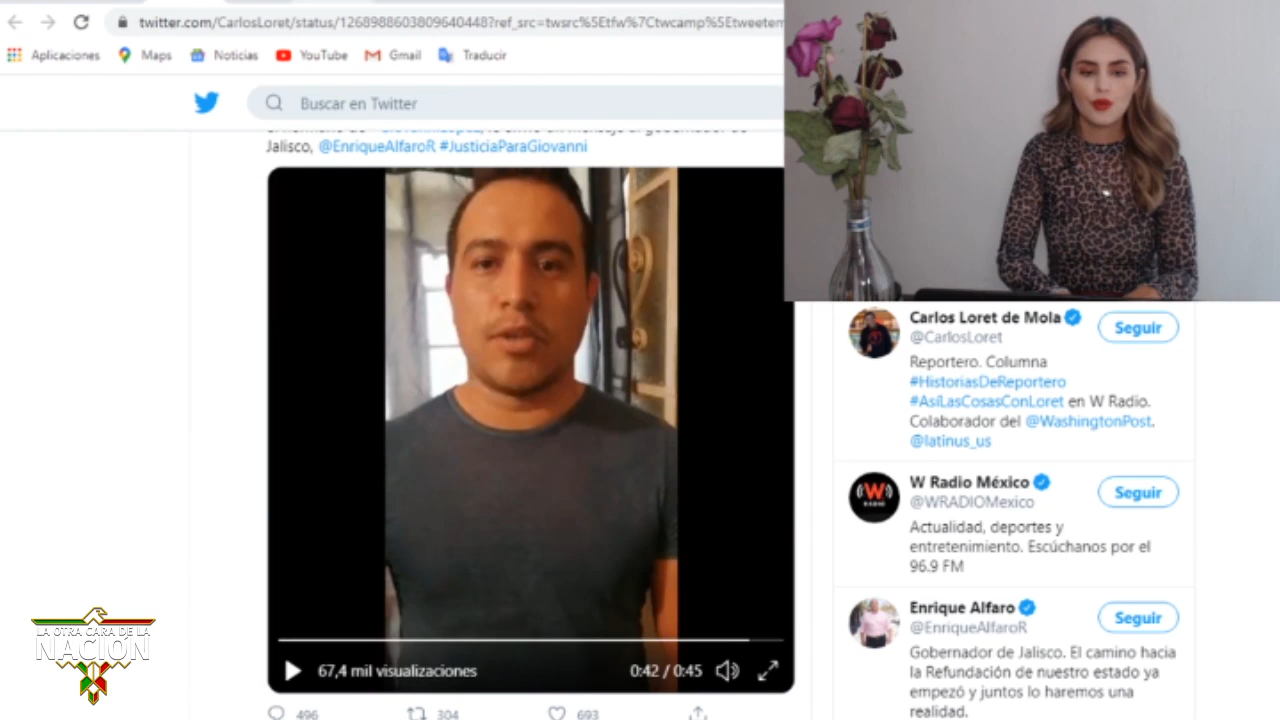 twitter.com/CarlosLoret/status/1268988603809640448?ref_src=twsrc%5Etfw%7Ctwcamp%5Etweetem
Aplicaciones
Maps
Noticias
YouTube
Gmail
Traducir
Buscar en Twitter
Jalisco, @EnriqueAlfaroR #JusticiaParaGiovanni
67,4 mil visualizaciones
0:42 / 0:45
496
304
693
Carlos Loret de Mola
@CarlosLoret
Seguir
Reportero. Columna
#HistoriasDeReportero
#AsíLasCosasConLoret en W Radio.
Colaborador del @WashingtonPost.
@latinus_us
W
RADIO
W Radio México
@WRADIOMexico
Seguir
Actualidad, deportes y
entretenimiento. Escúchanos por el
96.9 FM
Enrique Alfaro
@EnriqueAlfaroR
Seguir
Gobernador de Jalisco. El camino hacia
la Refundación de nuestro estado ya
empezó y juntos lo haremos una
realidad.
LA OTRA CARA DE LA
NACIÓN